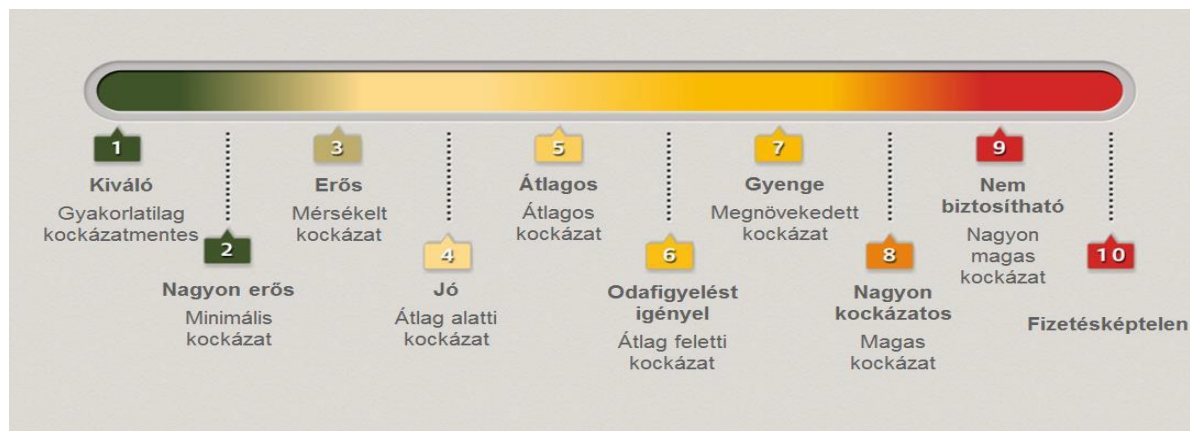 1
Kiváló
Gyakorlatilag
kockázatmentes
2
Nagyon erős
Minimális
kockázat
3
Erős
Mérsékelt
kockázat
4
Jó
Átlag alatti
kockázat
5
Átlagos
Átlagos
kockázat
6
Odafigyelést
igényel
Átlag feletti
kockázat
7
Gyenge
Megnövekedett
kockázat
8
Nagyon
kockázatos
Magas
kockázat
9
Nem
biztosítható
Nagyon
magas
kockázat
10
Fizetésképtelen